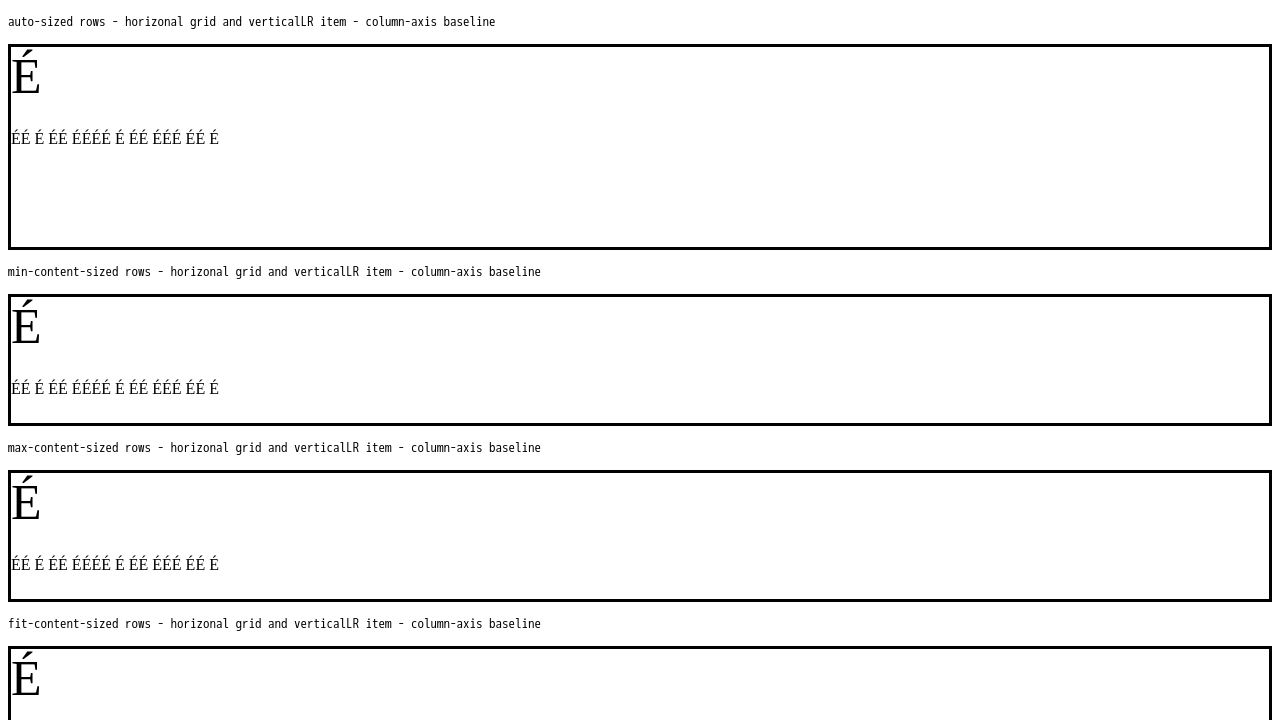 auto-sized rows - horizonal grid and verticalLR item - column-axis baseline
É
ÉÉ É ÉÉ ÉÉÉÉ É ÉÉ ÉÉÉ ÉÉ É
min-content-sized rows - horizonal grid and verticalLR item - column-axis baseline
É
ÉÉ É ÉÉ ÉÉÉÉ É ÉÉ ÉÉÉ ÉÉ É
max-content-sized rows - horizonal grid and verticalLR item - column-axis baseline
É
ÉÉ É ÉÉ ÉÉÉÉ É ÉÉ ÉÉÉ ÉÉ É
fit-content-sized rows - horizonal grid and verticalLR item - column-axis baseline
É